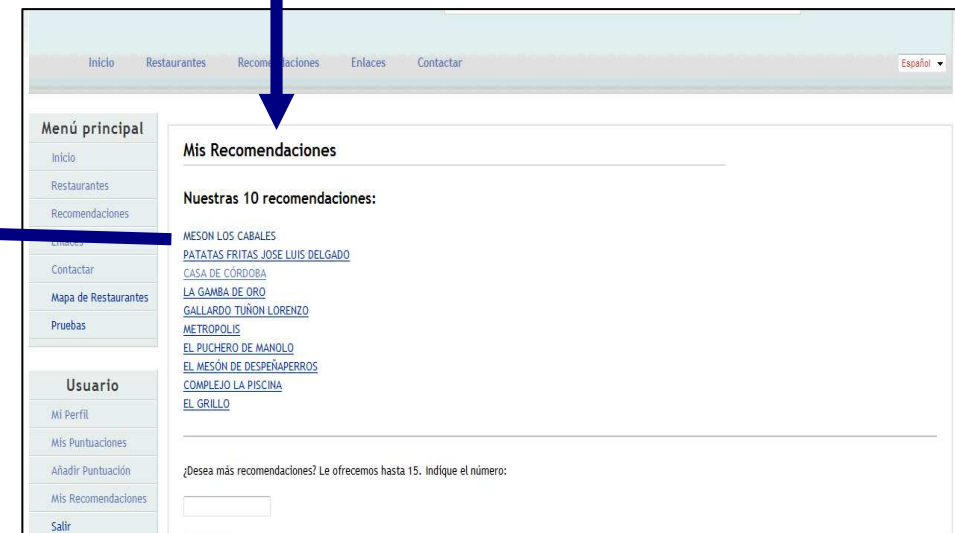 Inicio Restaurantes Recomendaciones Enlaces Contactar Español
Menú principal
Inicio
Restaurantes
Recomendaciones
Enlaces
Contactar
Mapa de Restaurantes
Pruebas
Usuario
Mi Perfil
Mis Puntuaciones
Añadir Puntuación
Mis Recomendaciones
Salir
Mis Recomendaciones
Nuestras 10 recomendaciones:
MESON LOS CABALES
PATATAS FRITAS JOSE LUIS DELGADO
CASA DE CÓRDOBA
LA GAMBA DE ORO
GALLARDO TUÑON LORENZO
METROPOLIS
EL PUCHERO DE MANOLO
EL MESÓN DE DESPEÑAPERROS
COMPLEJO LA PISCINA
EL GRILLO
¿Desea más recomendaciones? Le ofrecemos hasta 15. Indique el número: